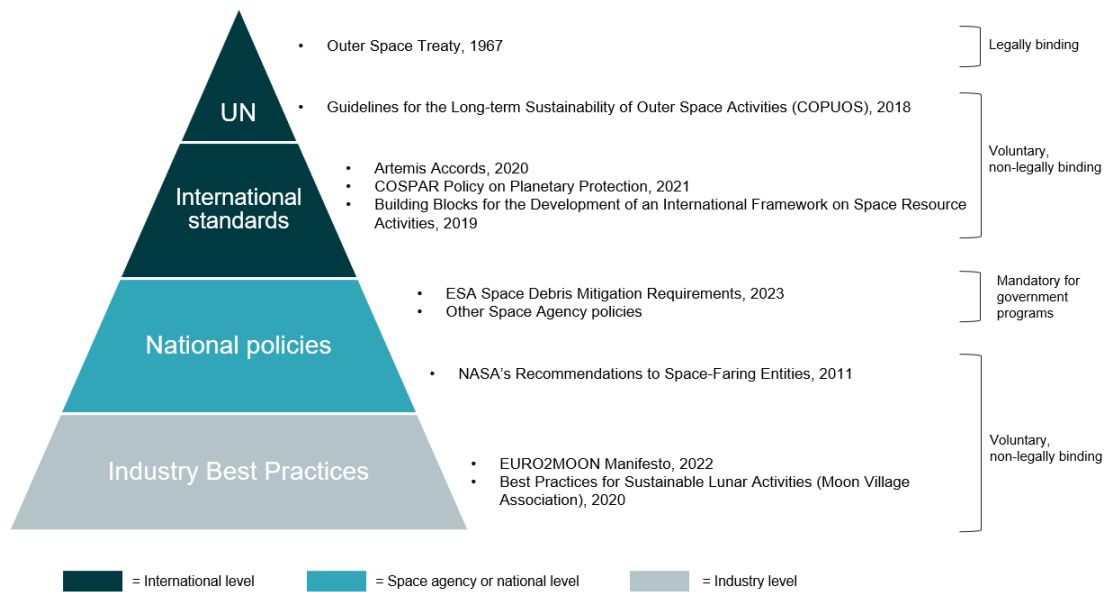 • Outer Space Treaty, 1967
Legally binding
UN
• Guidelines for the Long-term Sustainability of Outer Space Activities (COPUOS), 2018
Voluntary,
non-legally binding
International
standards
• Artemis Accords, 2020
• COSPAR Policy on Planetary Protection, 2021
• Building Blocks for the Development of an International Framework on Space Resource
Activities, 2019
National policies
• ESA Space Debris Mitigation Requirements, 2023
• Other Space Agency policies
Mandatory for
government
programs
• NASA's Recommendations to Space-Faring Entities, 2011
Voluntary,
non-legally binding
Industry Best Practices
• EURO2MOON Manifesto, 2022
• Best Practices for Sustainable Lunar Activities (Moon Village
Association), 2020
= International level
= Space agency or national level
= Industry level